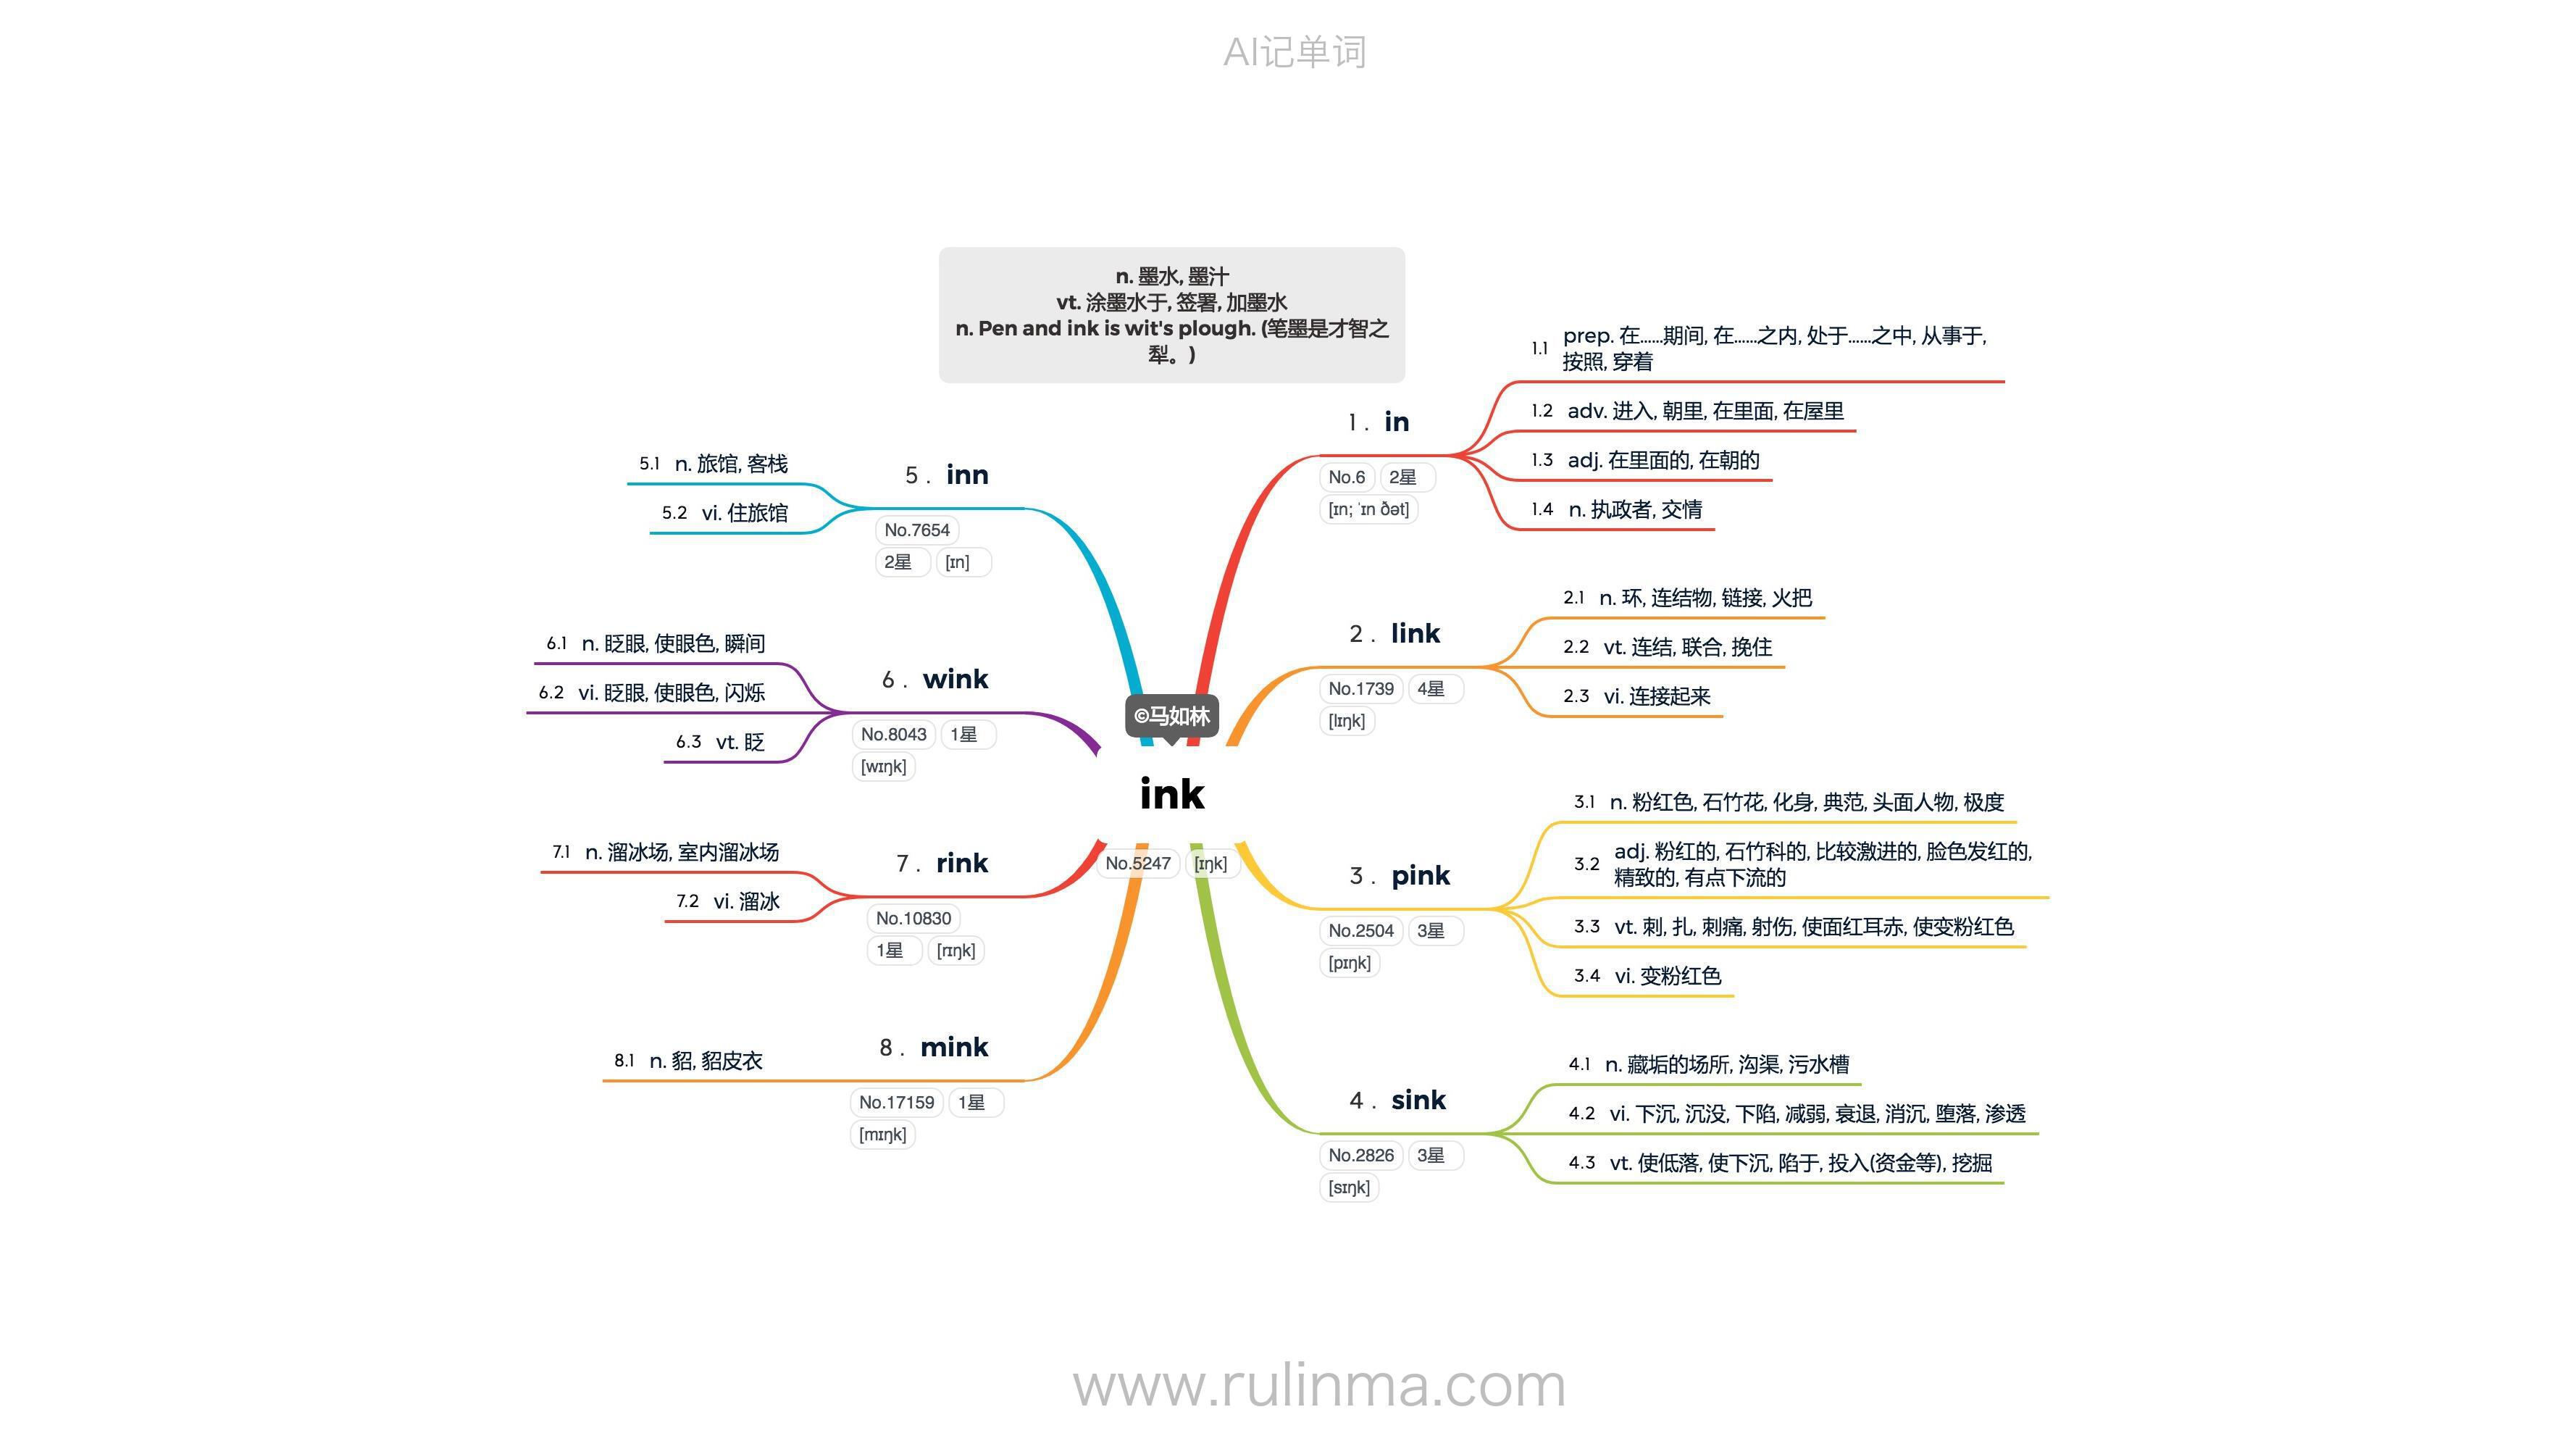 AI记单词
n. 墨水, 墨汁
vt. 涂墨水于, 签署, 加墨水
n. Pen and ink is wit's plough. (笔墨是才智之
犁。)
©马如林
ink
No.5247 [ɪŋk]
1. in
No.6 2星
[ɪn; ˈɪn ðət]
1.1 prep. 在……期间, 在……之内, 处于……之中, 从事于,
按照, 穿着
1.2 adv. 进入, 朝里, 在里面, 在屋里
1.3 adj. 在里面的, 在朝的
1.4 n. 执政者, 交情
2. link
No.1739 4星
[lɪŋk]
2.1 n. 环, 连结物, 链接, 火把
2.2 vt. 连结, 联合, 挽住
2.3 vi. 连接起来
3. pink
No.2504 3星
[pɪŋk]
3.1 n. 粉红色, 石竹花, 化身, 典范, 头面人物, 极度
3.2 adj. 粉红的, 石竹科的, 比较激进的, 脸色发红的,
精致的, 有点下流的
3.3 vt. 刺, 扎, 刺痛, 射伤, 使面红耳赤, 使变粉红色
3.4 vi. 变粉红色
4. sink
No.2826 3星
[sɪŋk]
4.1 n. 藏垢的场所, 沟渠, 污水槽
4.2 vi. 下沉, 沉没, 下陷, 减弱, 衰退, 消沉, 堕落, 渗透
4.3 vt. 使低落, 使下沉, 陷于, 投入(资金等), 挖掘
5. inn
No.7654
2星 [ɪn]
5.1 n. 旅馆, 客栈
5.2 vi. 住旅馆
6. wink
No.8043 1星
[wɪŋk]
6.1 n. 眨眼, 使眼色, 瞬间
6.2 vi. 眨眼, 使眼色, 闪烁
6.3 vt. 眨
7. rink
No.10830
1星 [rɪŋk]
7.1 n. 溜冰场, 室内溜冰场
7.2 vi. 溜冰
8. mink
No.17159 1星
[mɪŋk]
8.1 n. 貂, 貂皮衣
www.rulinma.com